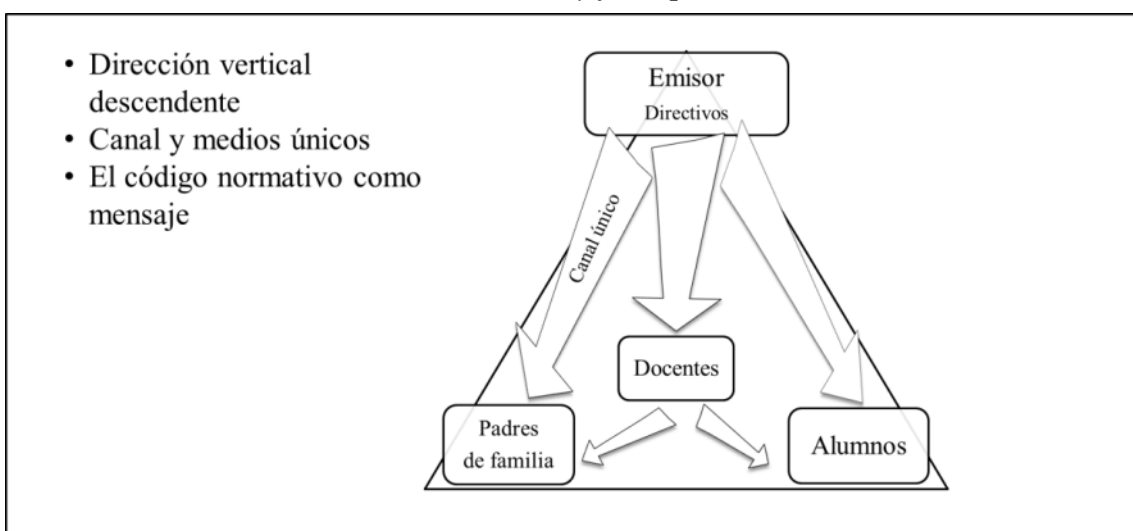 • Dirección vertical
descendente
• Canal y medios únicos
• El código normativo como
mensaje
Emisor
Directivos
Canal único
Docentes
Padres
de familia
Alumnos